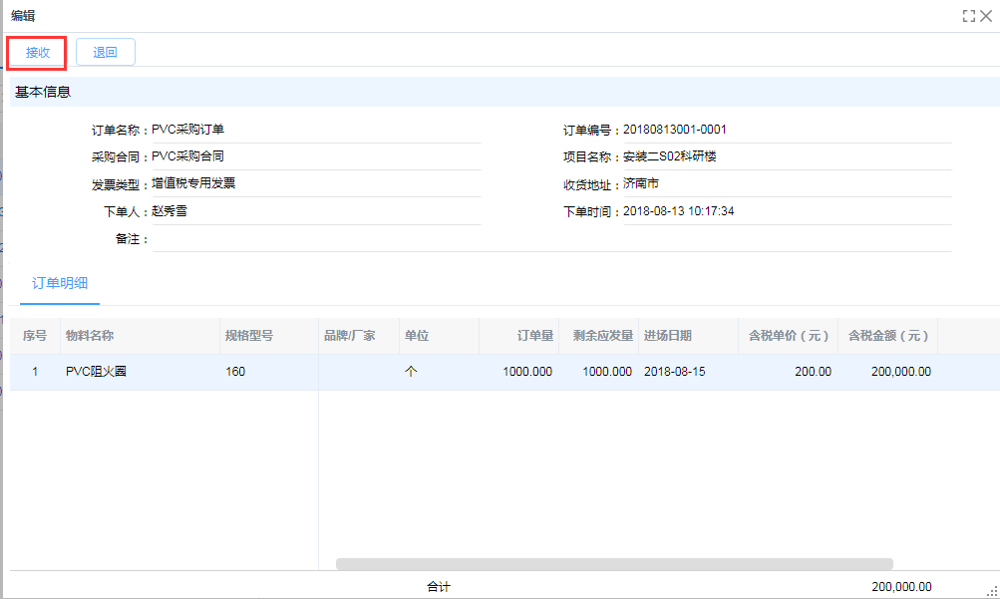 编辑
接收 退回
基本信息
订单名称： PVC采购订单 订单编号： 20180813001-0001
采购合同： PVC采购合同 项目名称： 安装二S02科研楼
发票类型： 增值税专用发票 收货地址： 济南市
下单人： 赵秀雪 下单时间： 2018-08-13 10:17:34
备注：
订单明细
序号 物料名称 规格型号 品牌/厂家 单位 订单量 剩余应发量 进场日期 含税单价（元） 含税金额（元）
1 PVC阻火圈 160 个 1000.000 1000.000 2018-08-15 200.00 200,000.00
合计 200,000.00